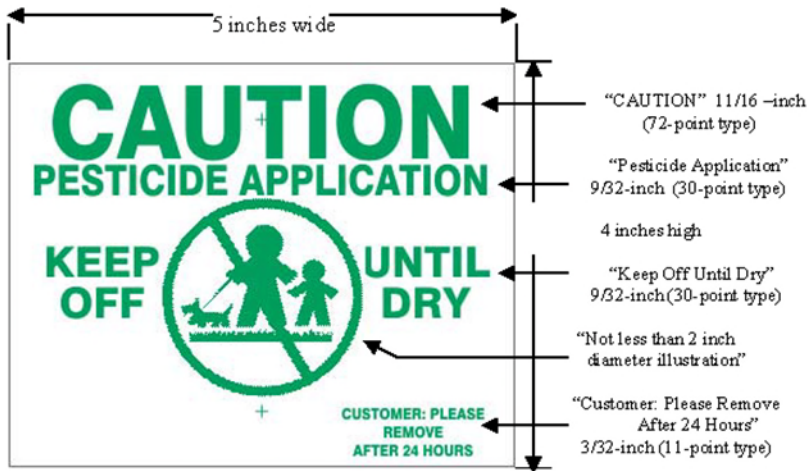 5 inches wide
CAUTION
PESTICIDE APPLICATION
KEEP
OFF
UNTIL
DRY
CUSTOMER: PLEASE
REMOVE
AFTER 24 HOURS
“CAUTION” 11/16 –inch
(72-point type)
“Pesticide Application”
9/32-inch (30-point type)
4 inches high
“Keep Off Until Dry”
9/32-inch (30-point type)
“Not less than 2 inch
diameter illustration”
“Customer: Please Remove
After 24 Hours”
3/32-inch (11-point type)